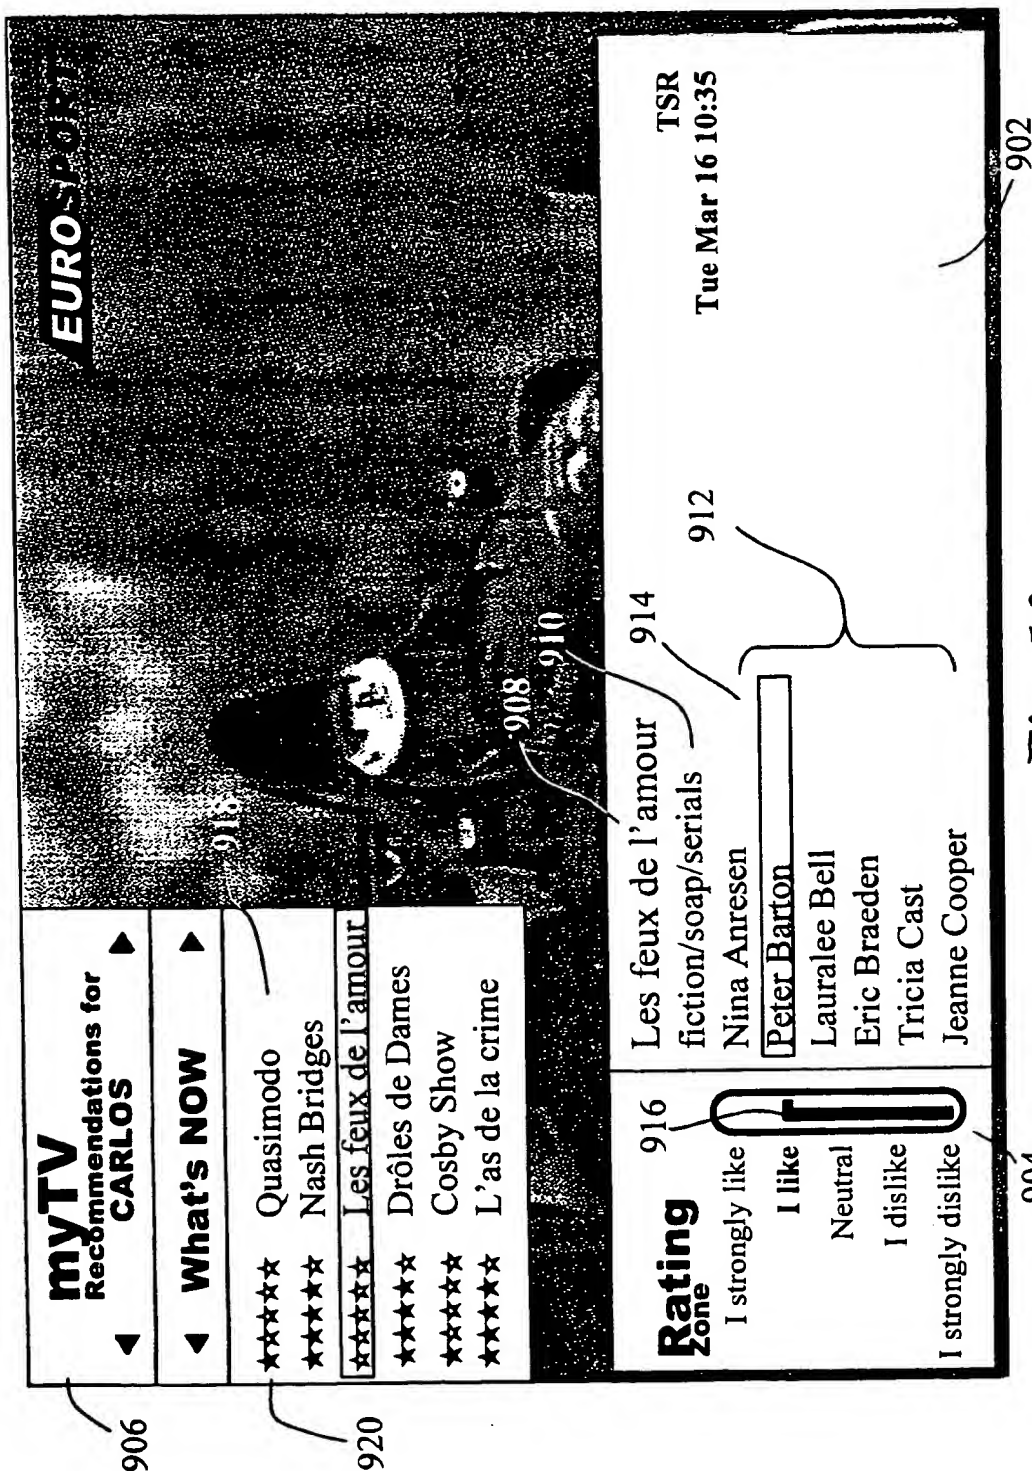 906
myTV
Recommendations for
◀ CARLOS ▶
◀ What's NOW ▶
920
918
★★★★☆ Quasimodo
★★★★☆ Nash Bridges
★★★★☆ Les feux de l'amour
★★★★☆ Drôles de Dames
★★★★☆ Cosby Show
★★★★☆ L'as de la crime
EUROSPORT
908
910
Rating
Zone
916
I strongly like
I like
Neutral
I dislike
I strongly dislike
904
Les feux de l'amour
fiction/soap/serials
Nina Anresen
Peter Barton
Lauralee Bell
Eric Braeden
Tricia Cast
Jeanne Cooper
914
912
TSR
Tue Mar 16 10:35
902